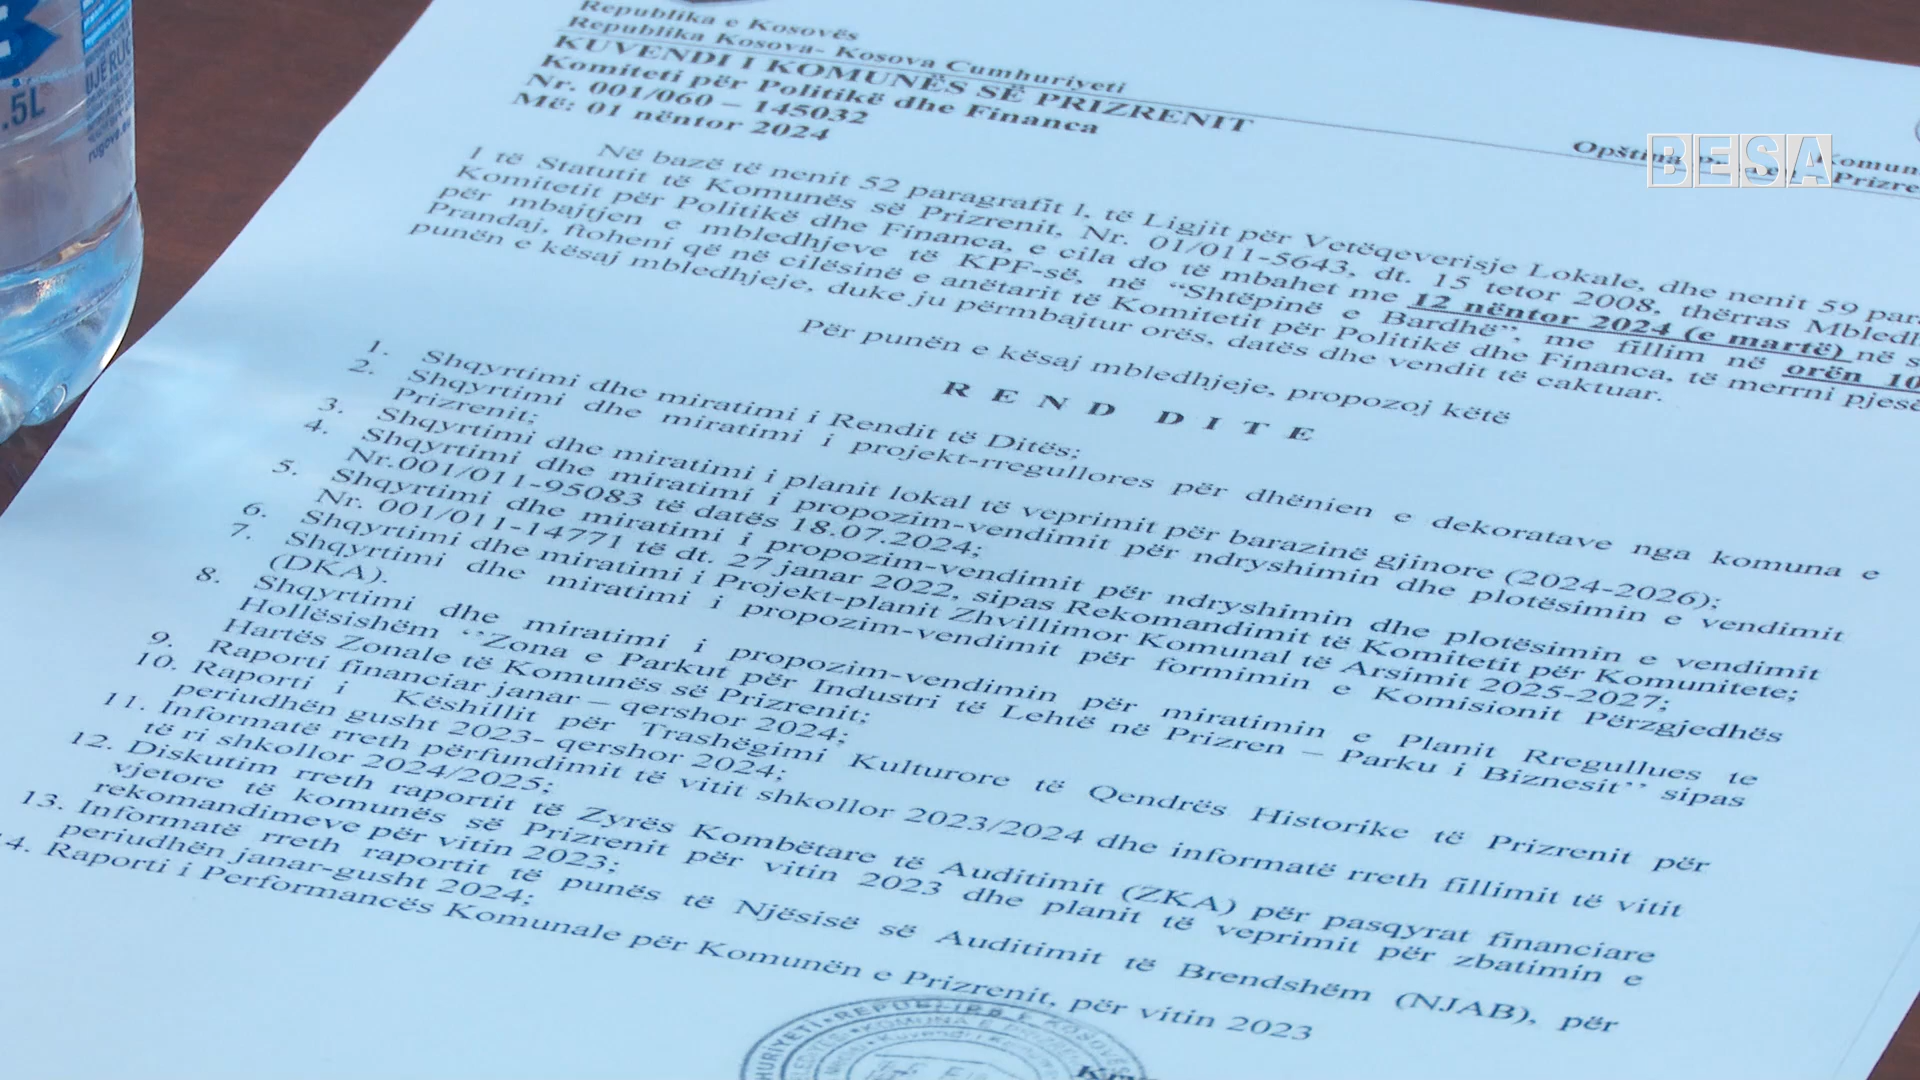 Republika e Kosovës
Republika Kosova- Kosova Cumhuriyeti
KUVENDI I KOMUNËS SË PRIZRENIT
Komiteti për Politikë dhe Financa
Nr. 001/060 – 145032
Më: 01 nëntor 2024
Opština
BESA
Në bazë të nenit 52 paragrafit 1, të Ligjit për Vetëqeverisje Lokale, dhe nenit 59
1 të Statutit të Komunës së Prizrenit, Nr. 01/011-5643, dt. 15 tetor 2008, thërras
Komitetit për Politikë dhe Financa, e cila do të mbahet me 12 nëntor 2024 (e martë) në
për mbajtjen e mbledhjeve të KPF-së, në “Shtëpinë e Bardhë”, me fillim në orën 10
Prandaj, ftoheni që në cilësinë e anëtarit të Komitetit për Politikë dhe Financa, të merrni pjesë
punën e kësaj mbledhjeje, duke ju përmbajtur orës, datës dhe vendit të caktuar.
Për punën e kësaj mbledhjeje, propozoj këtë
R E N D D I T E
1. Shqyrtimi dhe miratimi i Rendit të Ditës;
2. Shqyrtimi dhe miratimi i projekt-rregullores për dhënien e dekoratave nga komuna e
Prizrenit;
3. Shqyrtimi dhe miratimi i planit lokal të veprimit për barazinë gjinore (2024-2026);
4. Shqyrtimi dhe miratimi i propozim-vendimit për ndryshimin dhe plotësimin e vendimit
Nr.001/011-95083 të datës 18.07.2024;
5. Shqyrtimi dhe miratimi i propozim-vendimit për ndryshimin dhe plotësimin e vendimit
Nr. 001/011-14771 të dt. 27 janar 2022, sipas Rekomandimit të Komitetit për Komunitete;
6. Shqyrtimi dhe miratimi i Projekt-planit Zhvillimor Komunal të Arsimit 2025-2027;
7. Shqyrtimi dhe miratimi i propozim-vendimit për formimin e Komisionit Përzgjedhës
(DKA).
8. Shqyrtimi dhe miratimi i propozim-vendimin për miratimin e Planit Rregullues te
Hollësishëm ‘’Zona e Parkut për Industri të Lehtë në Prizren – Parku i Biznesit’’ sipas
Hartës Zonale të Komunës së Prizrenit;
9. Raporti financiar janar – qershor 2024;
10. Raporti i Këshillit për Trashëgimi Kulturore të Qendrës Historike të Prizrenit për
periudhën gusht 2023- qershor 2024;
11. Informatë rreth përfundimit të vitit shkollor 2023/2024 dhe informatë rreth fillimit të vitit
të ri shkollor 2024/2025;
12. Diskutim rreth raportit të Zyrës Kombëtare të Auditimit (ZKA) për pasqyrat financiare
vjetore të komunës së Prizrenit për vitin 2023 dhe planit të veprimit për zbatimin e
rekomandimeve për vitin 2023;
13. Informatë rreth raportit të punës të Njësisë së Auditimit të Brendshëm (NJAB), për
periudhën janar-gusht 2024;
4. Raporti i Performancës Komunale për Komunën e Prizrenit, për vitin 2023
REPUBLIKA E KOSOVËS
.5L